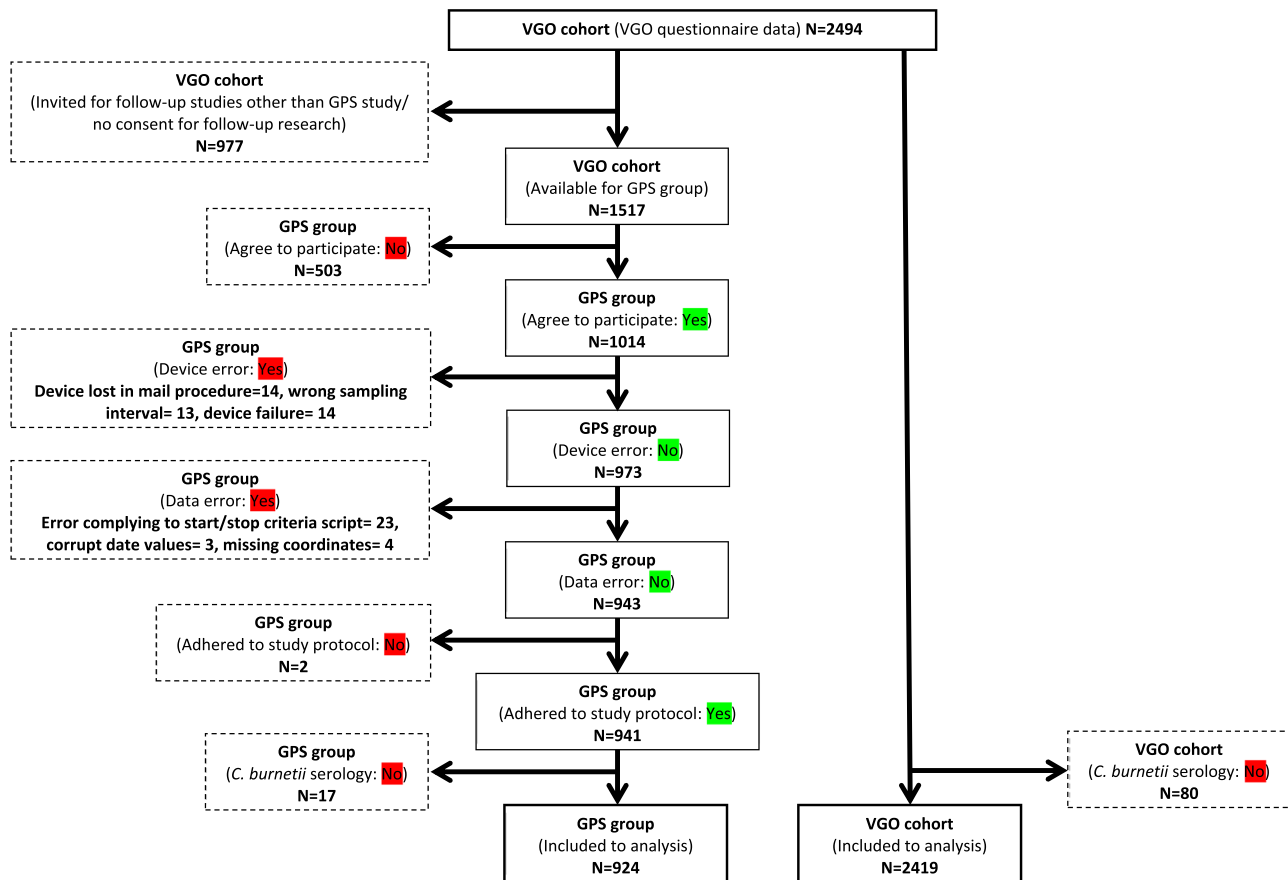 VGO cohort (VGO questionnaire data) N=2494
VGO cohort
(Invited for follow-up studies other than GPS study/
no consent for follow-up research)
N=977
VGO cohort
(Available for GPS group)
N=1517
GPS group
(Agree to participate: No)
N=503
GPS group
(Agree to participate: Yes)
N=1014
GPS group
(Device error: Yes)
Device lost in mail procedure=14, wrong sampling
interval= 13, device failure= 14
GPS group
(Device error: No)
N=973
GPS group
(Data error: Yes)
Error complying to start/stop criteria script= 23,
corrupt date values= 3, missing coordinates= 4
GPS group
(Data error: No)
N=943
GPS group
(Adhered to study protocol: No)
N=2
GPS group
(Adhered to study protocol: Yes)
N=941
GPS group
(C. burnetii serology: No)
N=17
VGO cohort
(C. burnetii serology: No)
N=80
GPS group
(Included to analysis)
N=924
VGO cohort
(Included to analysis)
N=2419